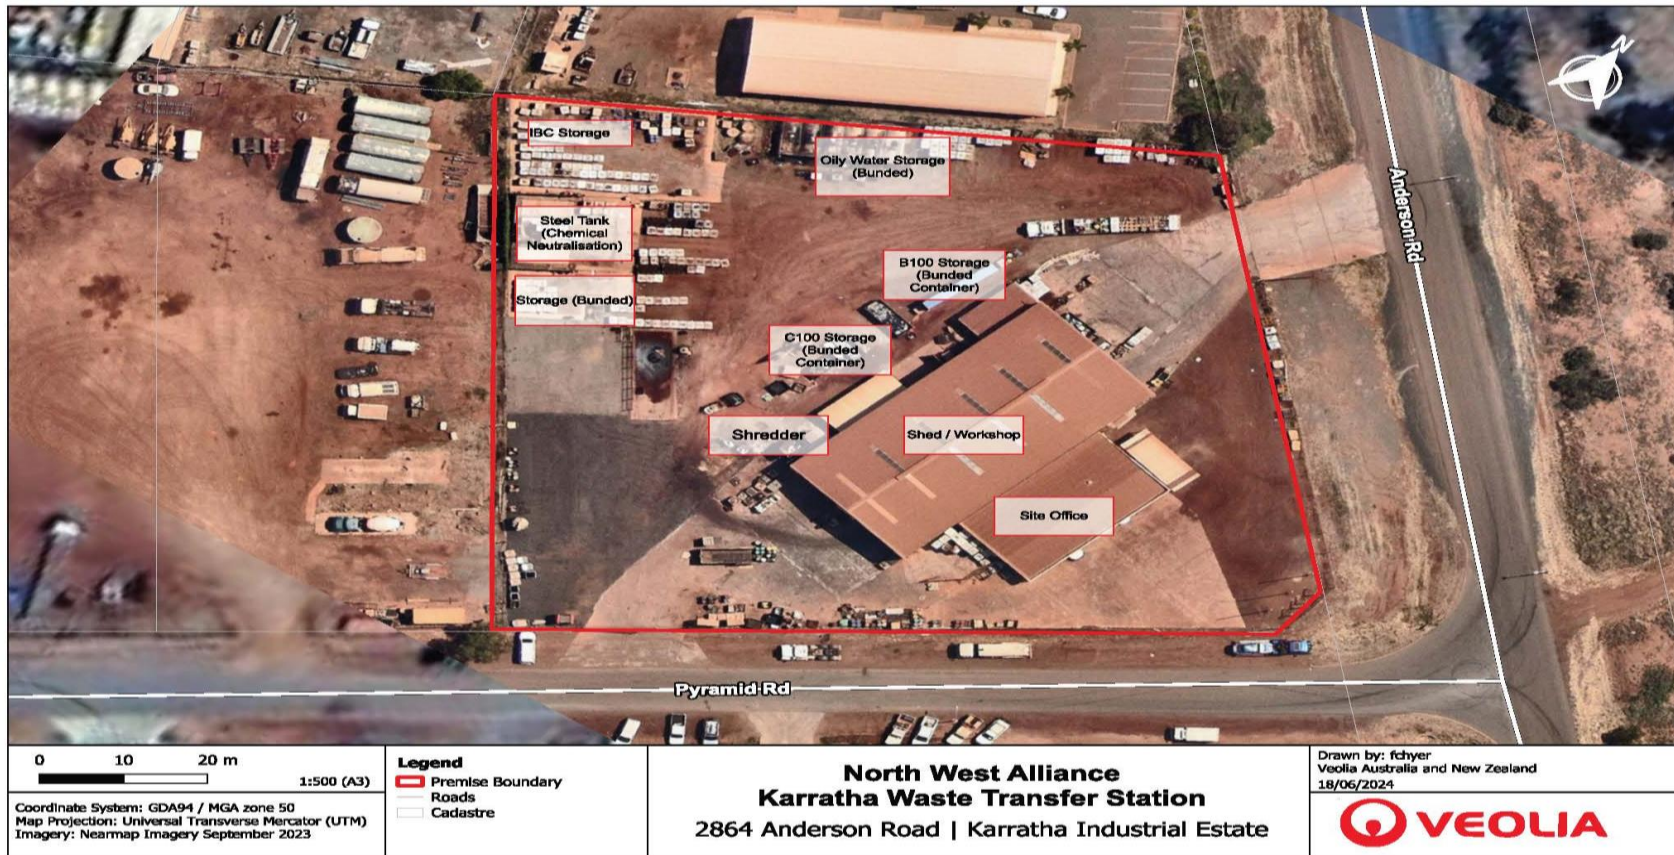 N
IBC Storage
Oily Water Storage
(Bunded)
Anderson Rd
Steel Tank
(Chemical
Neutralisation)
B100 Storage
(Bunded
Container)
Storage (Bunded)
C100 Storage
(Bunded
Container)
Shredder
Shed / Workshop
Site Office
Pyramid Rd
0 10 20 m
1:500 (A3)
Coordinate System: GDA94 / MGA zone 50
Map Projection: Universal Transverse Mercator (UTM)
Imagery: Nearmap Imagery September 2023
Legend
Premise Boundary
Roads
Cadastre
North West Alliance
Karratha Waste Transfer Station
2864 Anderson Road | Karratha Industrial Estate
Drawn by: fchyer
Veolia Australia and New Zealand
18/06/2024
VEOLIA